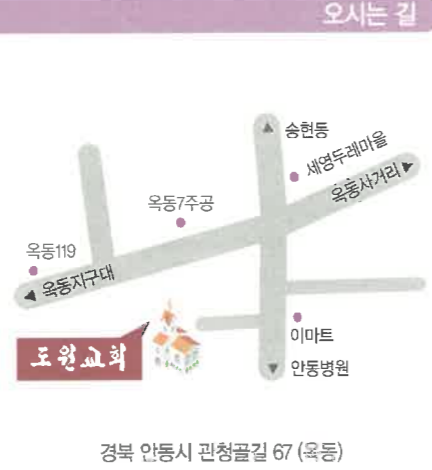 오시는 길
송현동
세영두레마을
옥동사거리
옥동7주공
옥동119
옥동지구대
도원교회
이마트
안동병원
경북 안동시 관청골길 67 (옥동)